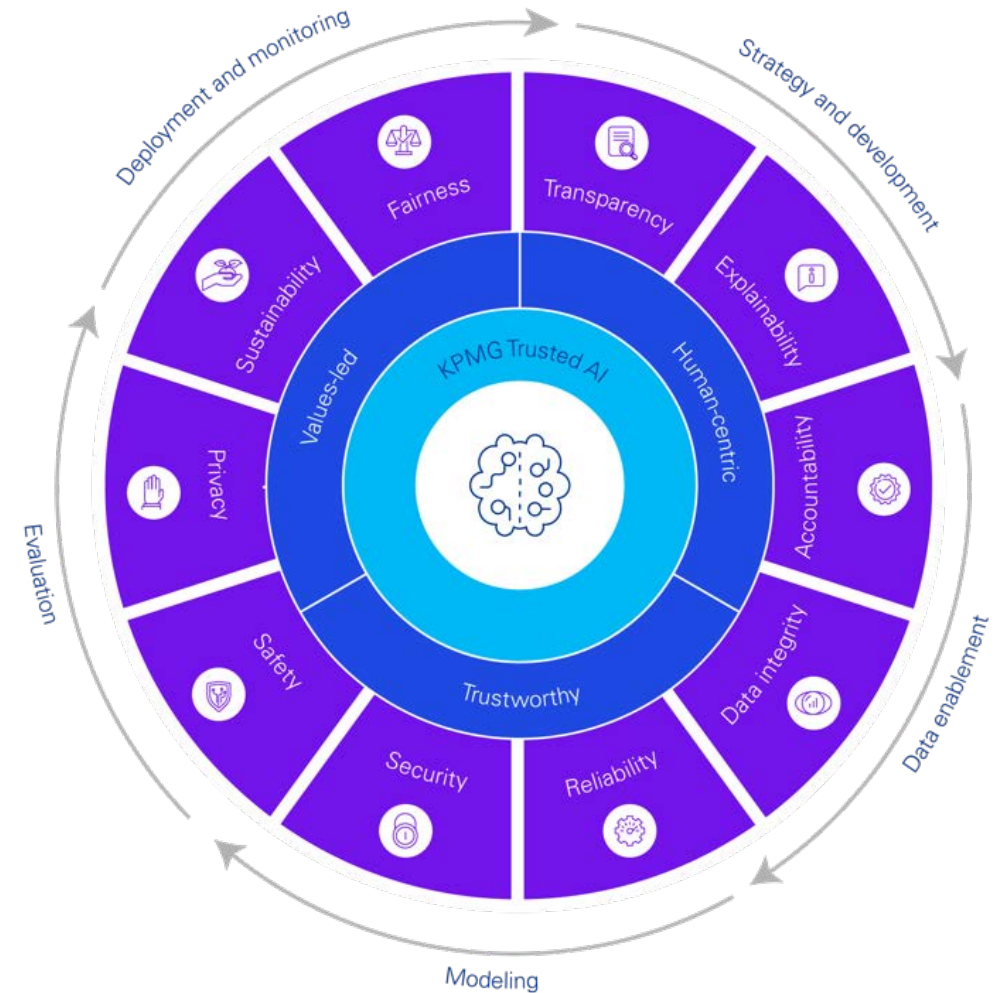 Deployment and monitoring
Strategy and development
Data enablement
Modeling
Evaluation
Fairness
Transparency
Explainability
Accountability
Data integrity
Reliability
Security
Safety
Privacy
Sustainability
Values-led
Human-centric
Trustworthy
KPMG Trusted AI